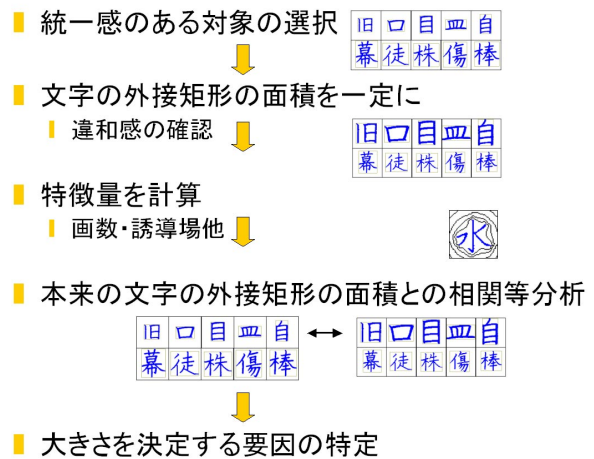 統一感のある対象の選択
旧口目皿自
幕徒株傷棒
文字の外接矩形の面積を一定に
違和感の確認
旧口目皿自
幕徒株傷棒
特徴量を計算
画数・誘導場他
水
本来の文字の外接矩形の面積との相関等分析
旧口目皿自
幕徒株傷棒
旧口目皿自
幕徒株傷棒
大きさを決定する要因の特定